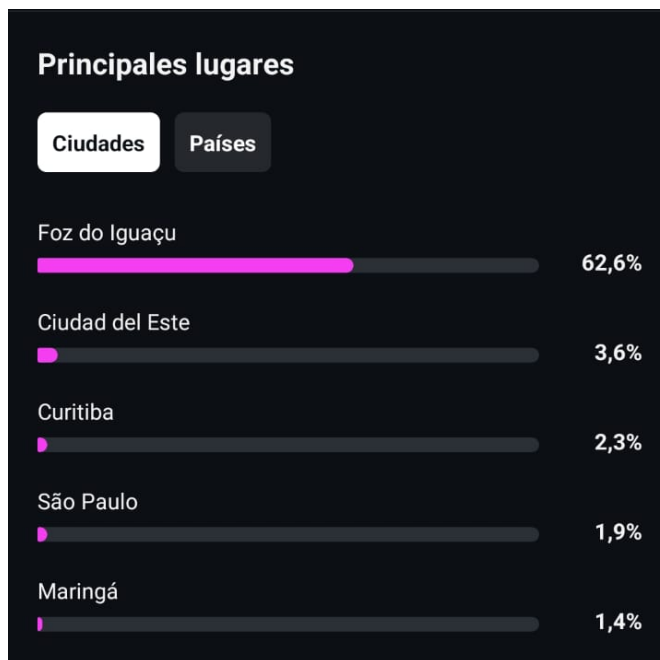 Principales lugares
Ciudades Países
Foz do Iguaçu
62,6%
Ciudad del Este
3,6%
Curitiba
2,3%
São Paulo
1,9%
Maringá
1,4%